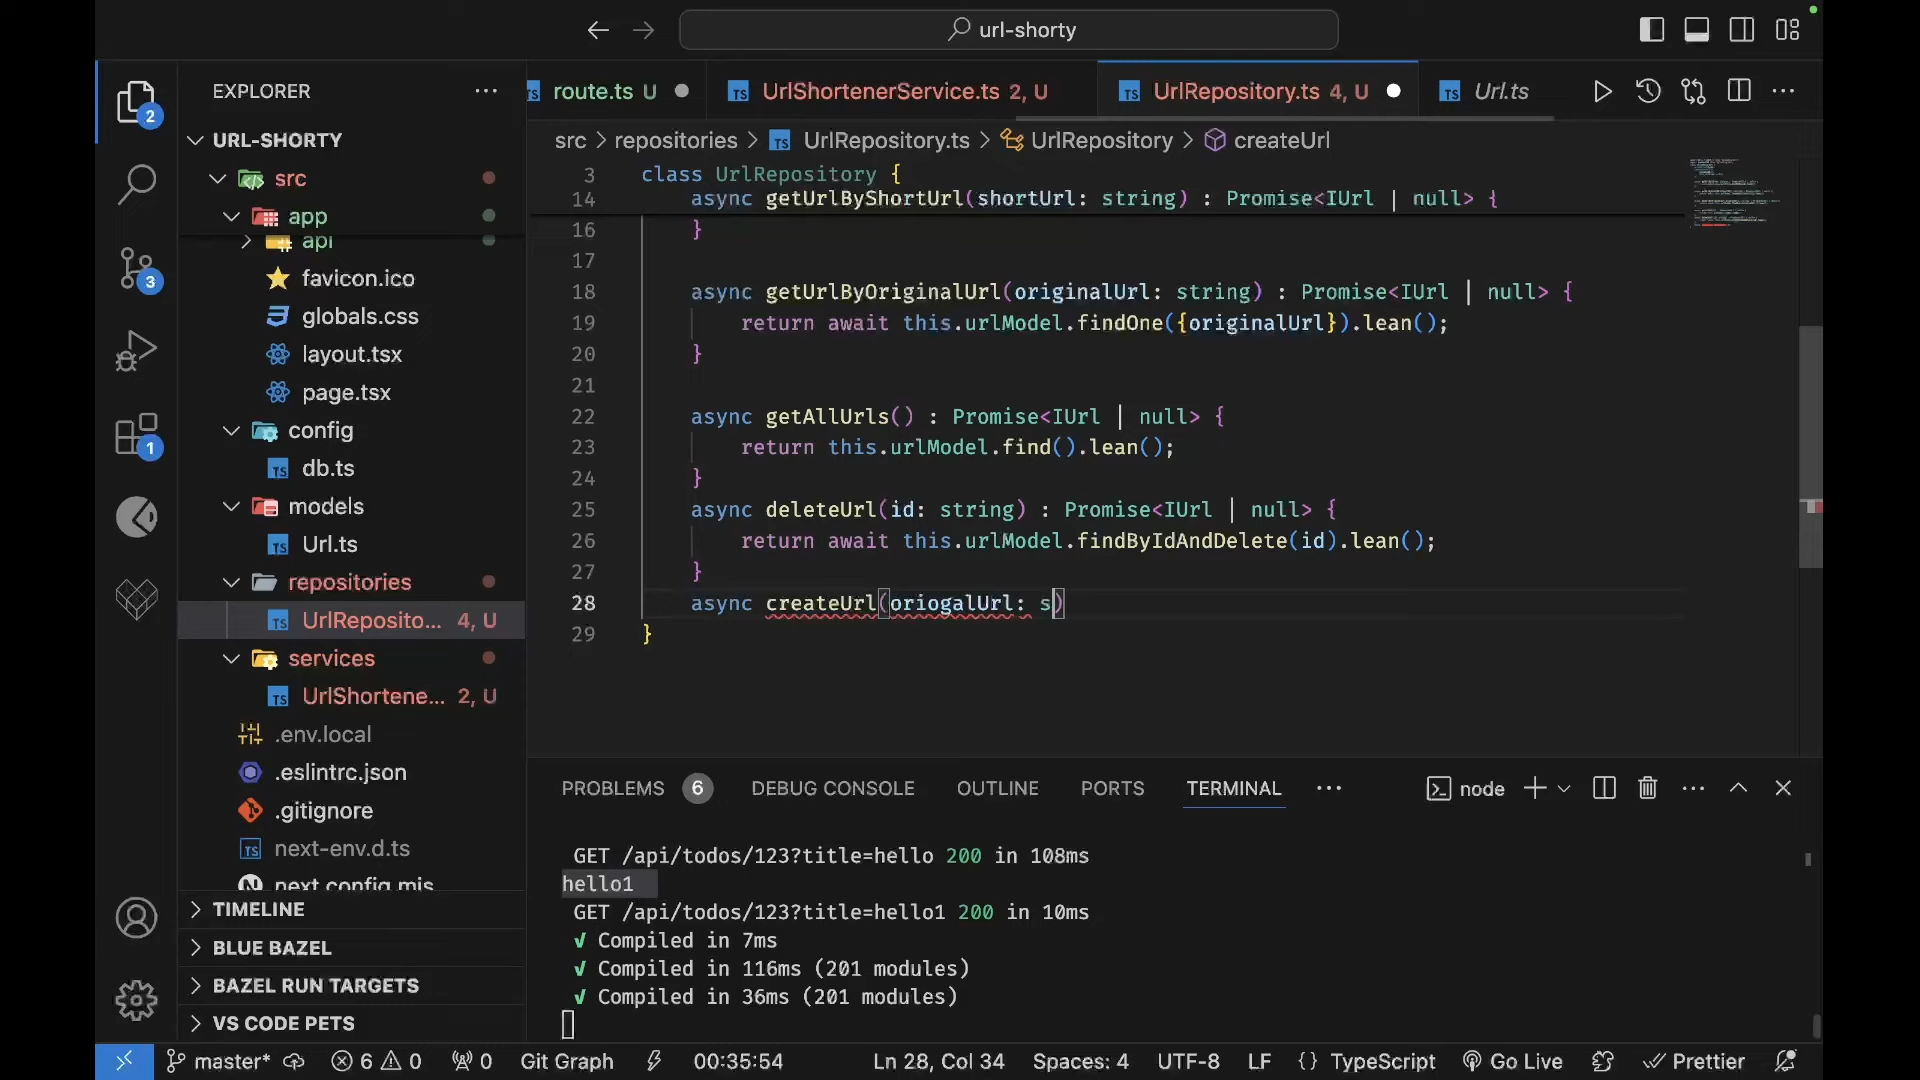 url-shorty
EXPLORER
route.ts U
UrlShortenerService.ts 2, U
UrlRepository.ts 4, U
Url.ts
2
URL-SHORTY
src > repositories > UrlRepository.ts > UrlRepository > createUrl
src
app
api
favicon.ico
globals.css
layout.tsx
page.tsx
config
db.ts
models
Url.ts
repositories
UrlReposito... 4, U
services
UrlShortene... 2, U
.env.local
.eslintrc.json
.gitignore
next-env.d.ts
next.config.mjs
TIMELINE
BLUE BAZEL
BAZEL RUN TARGETS
VS CODE PETS
3
1
3 class UrlRepository {
14 async getUrlByShortUrl(shortUrl: string) : Promise<IUrl | null> {
16 }
17
18 async getUrlByOriginalUrl(originalUrl: string) : Promise<IUrl | null> {
19 return await this.urlModel.findOne({originalUrl}).lean();
20 }
21
22 async getAllUrls() : Promise<IUrl | null> {
23 return this.urlModel.find().lean();
24 }
25 async deleteUrl(id: string) : Promise<IUrl | null> {
26 return await this.urlModel.findByIdAndDelete(id).lean();
27 }
28 async createUrl(oriogalUrl: s)
29 }
PROBLEMS 6 DEBUG CONSOLE OUTLINE PORTS TERMINAL ... node
GET /api/todos/123?title=hello 200 in 108ms
hello1
GET /api/todos/123?title=hello1 200 in 10ms
✓ Compiled in 7ms
✓ Compiled in 116ms (201 modules)
✓ Compiled in 36ms (201 modules)
master* 6 0 0 Git Graph 00:35:54 Ln 28, Col 34 Spaces: 4 UTF-8 LF {} TypeScript Go Live Prettier